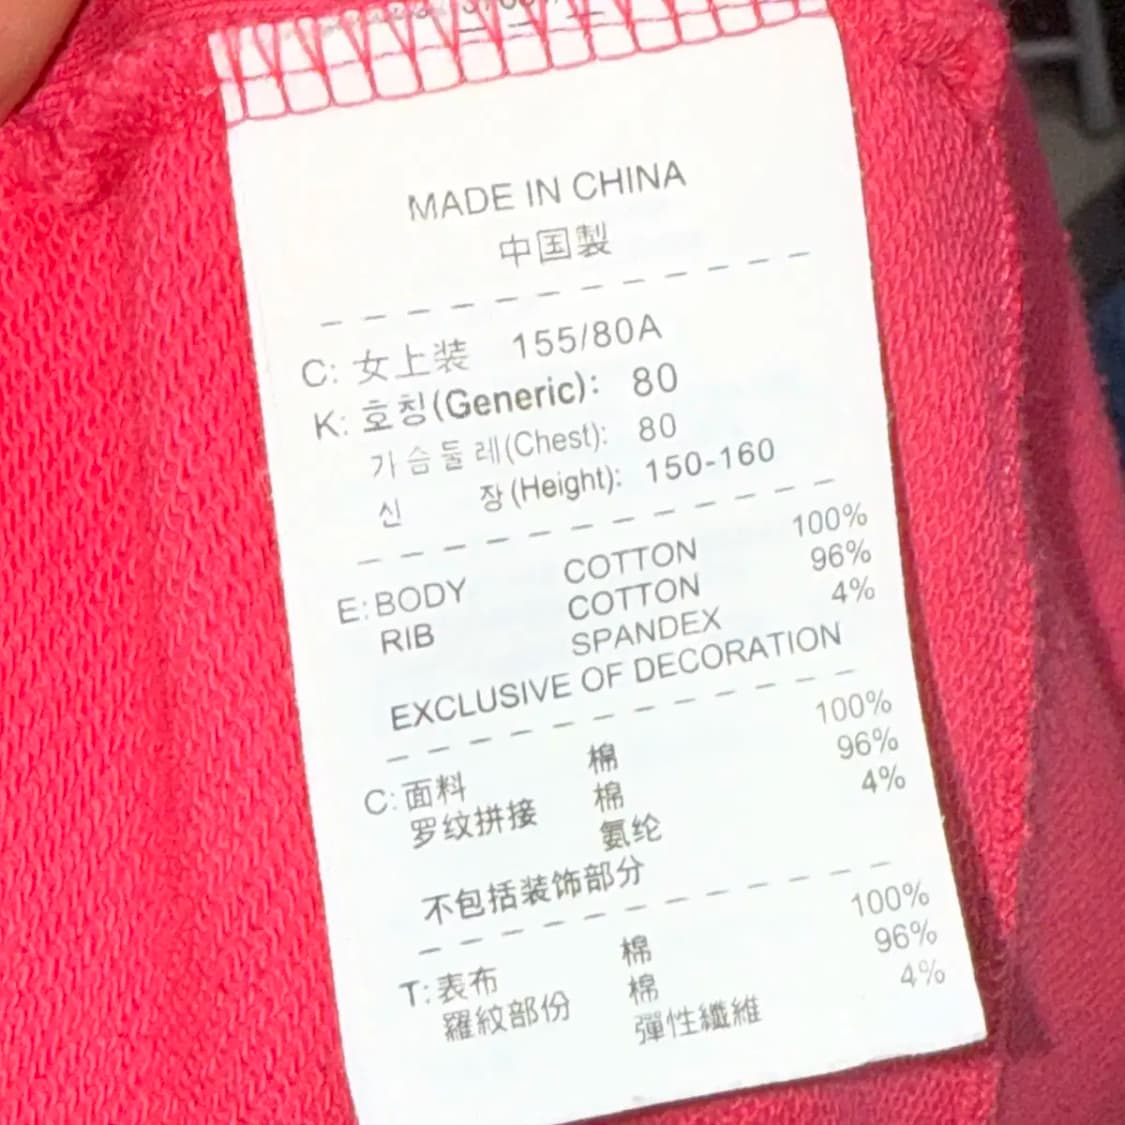 MADE IN CHINA
中国製
C: 女上装 155/80A
K: 호칭(Generic): 80
가슴둘레(Chest): 80
신 장(Height): 150-160
E: BODY COTTON 100%
RIB COTTON 96%
SPANDEX 4%
EXCLUSIVE OF DECORATION
C: 面料 棉 100%
罗纹拼接 棉 96%
氨纶 4%
不包括装饰部分
T: 表布 棉 100%
羅紋部份 棉 96%
彈性纖維 4%